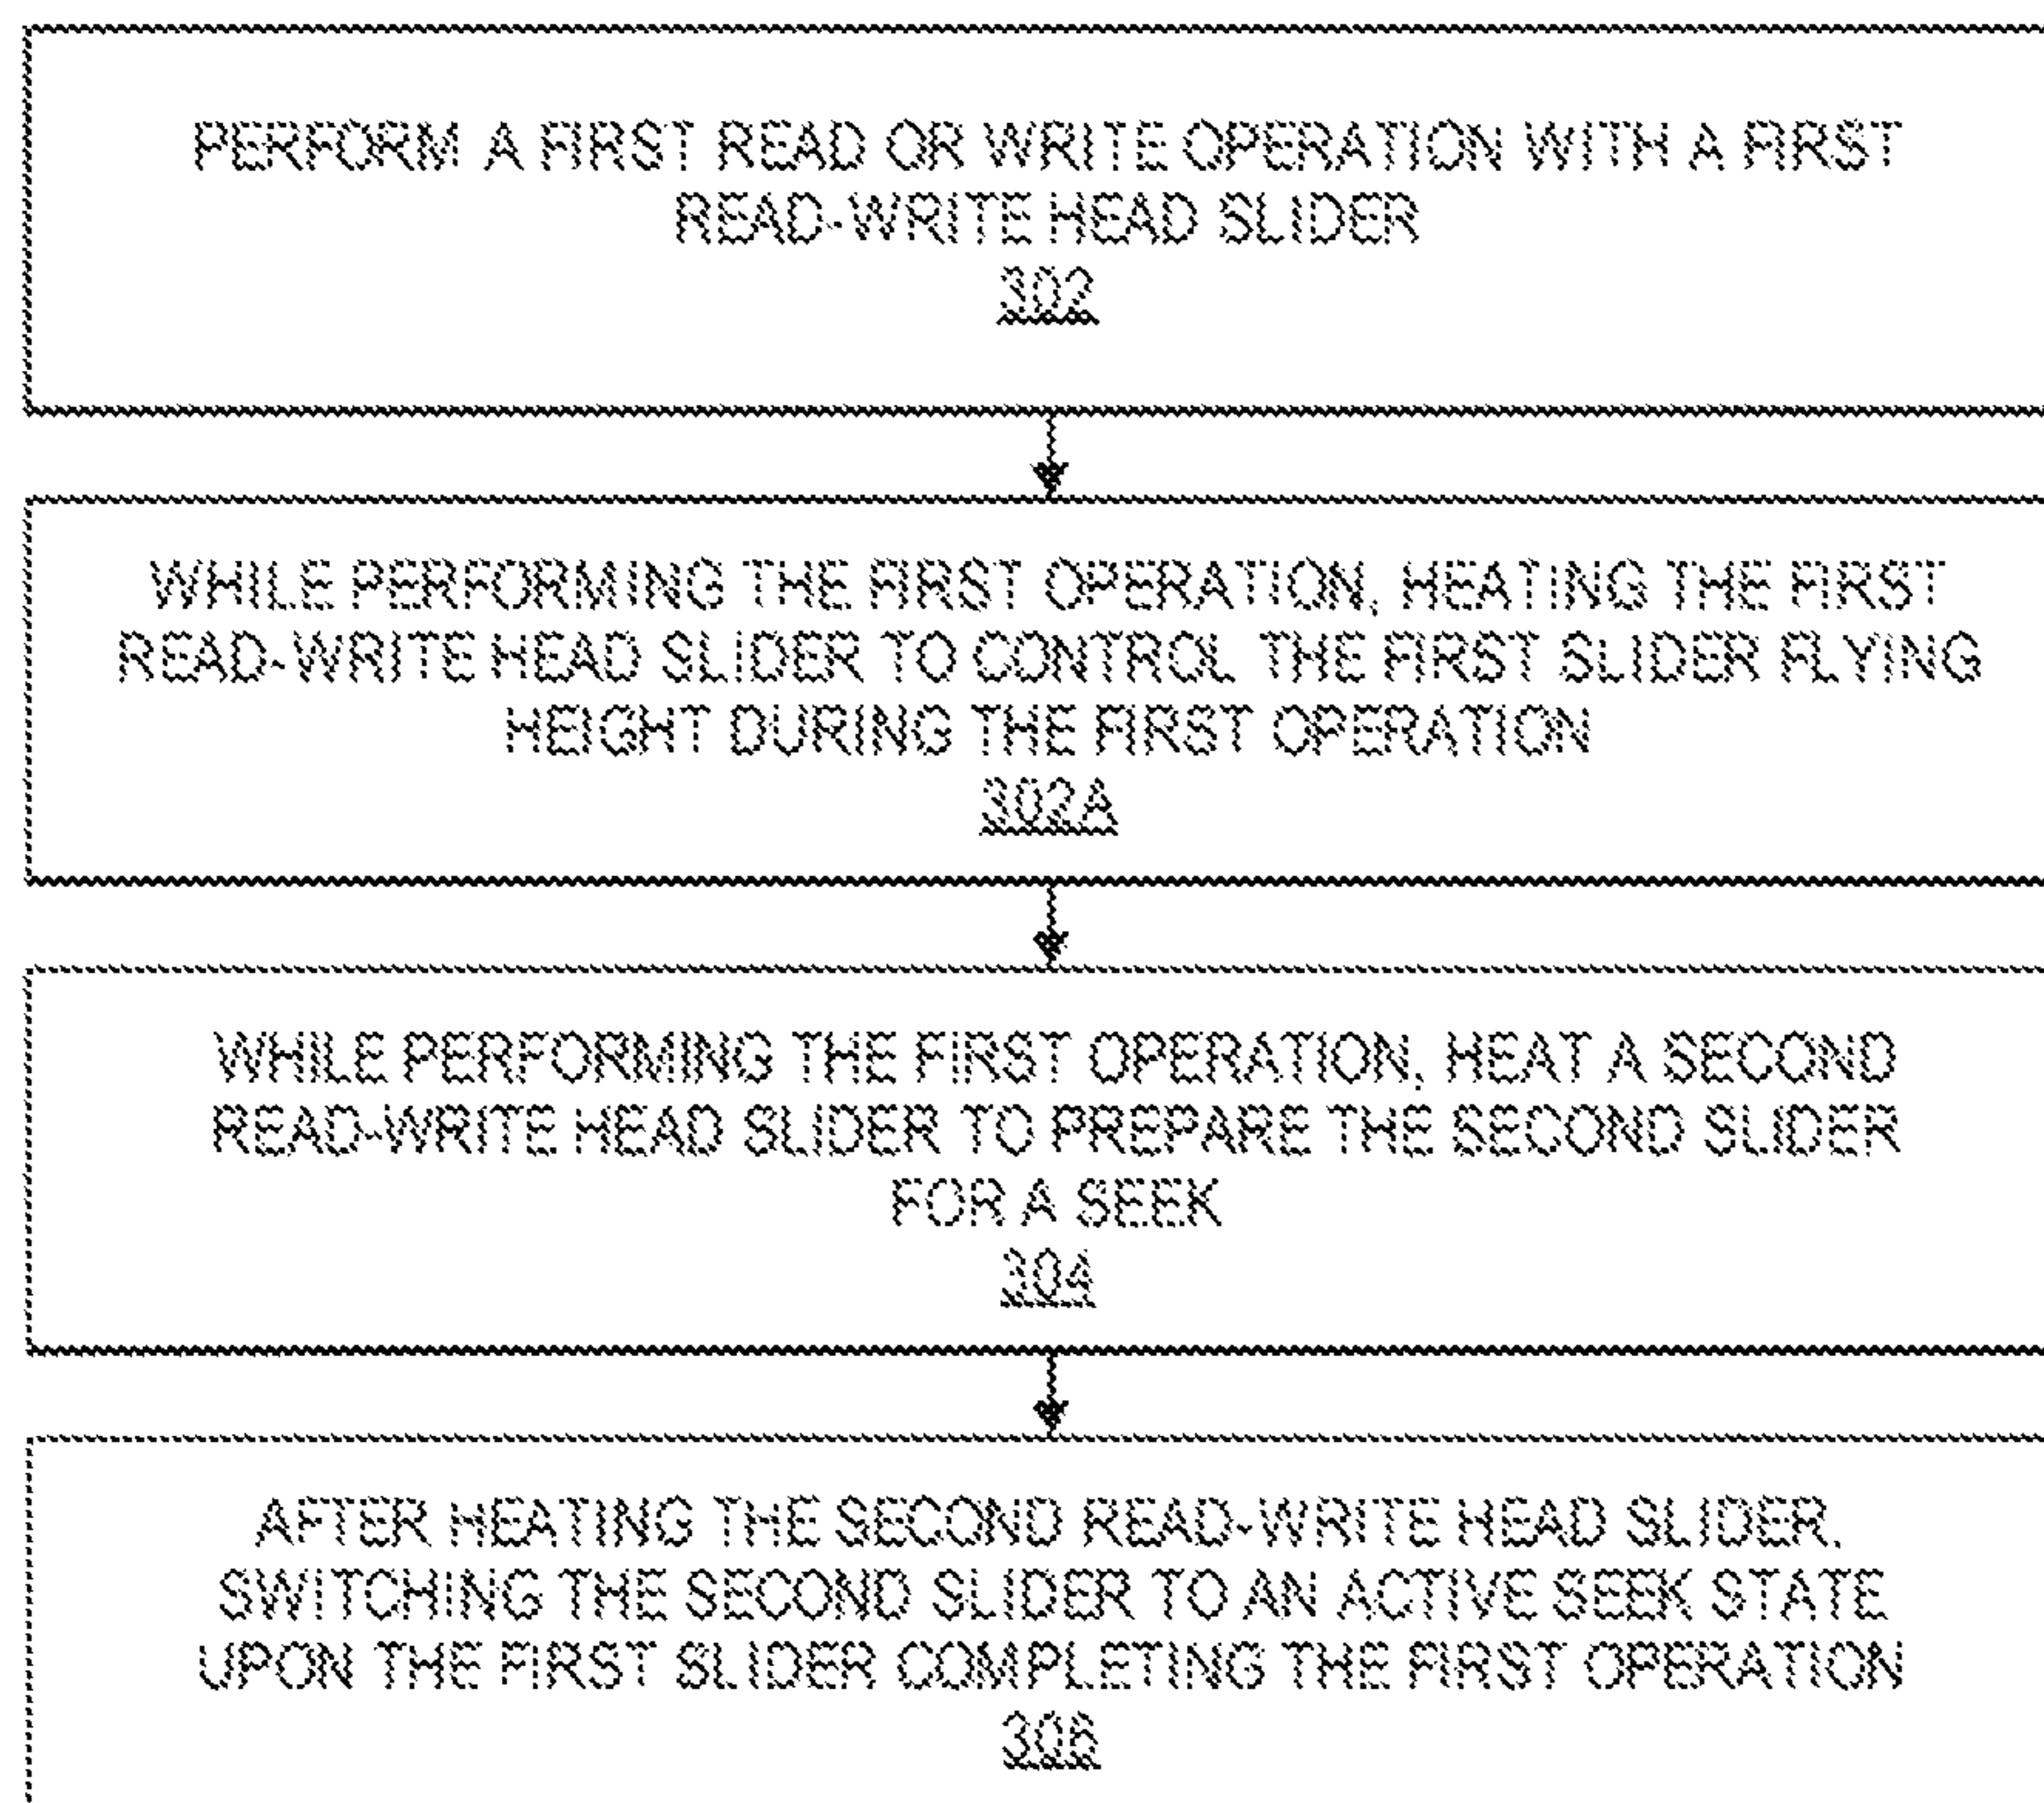 PERFORM A FIRST READ OR WRITE OPERATION WITH A FIRST
READ-WRITE HEAD SLIDER
302
WHILE PERFORMING THE FIRST OPERATION, HEATING THE FIRST
READ-WRITE HEAD SLIDER TO CONTROL THE FIRST SLIDER FLYING
HEIGHT DURING THE FIRST OPERATION
302A
WHILE PERFORMING THE FIRST OPERATION, HEAT A SECOND
READ-WRITE HEAD SLIDER TO PREPARE THE SECOND SLIDER
FOR A SEEK
304
AFTER HEATING THE SECOND READ-WRITE HEAD SLIDER,
SWITCHING THE SECOND SLIDER TO AN ACTIVE SEEK STATE
UPON THE FIRST SLIDER COMPLETING THE FIRST OPERATION
306